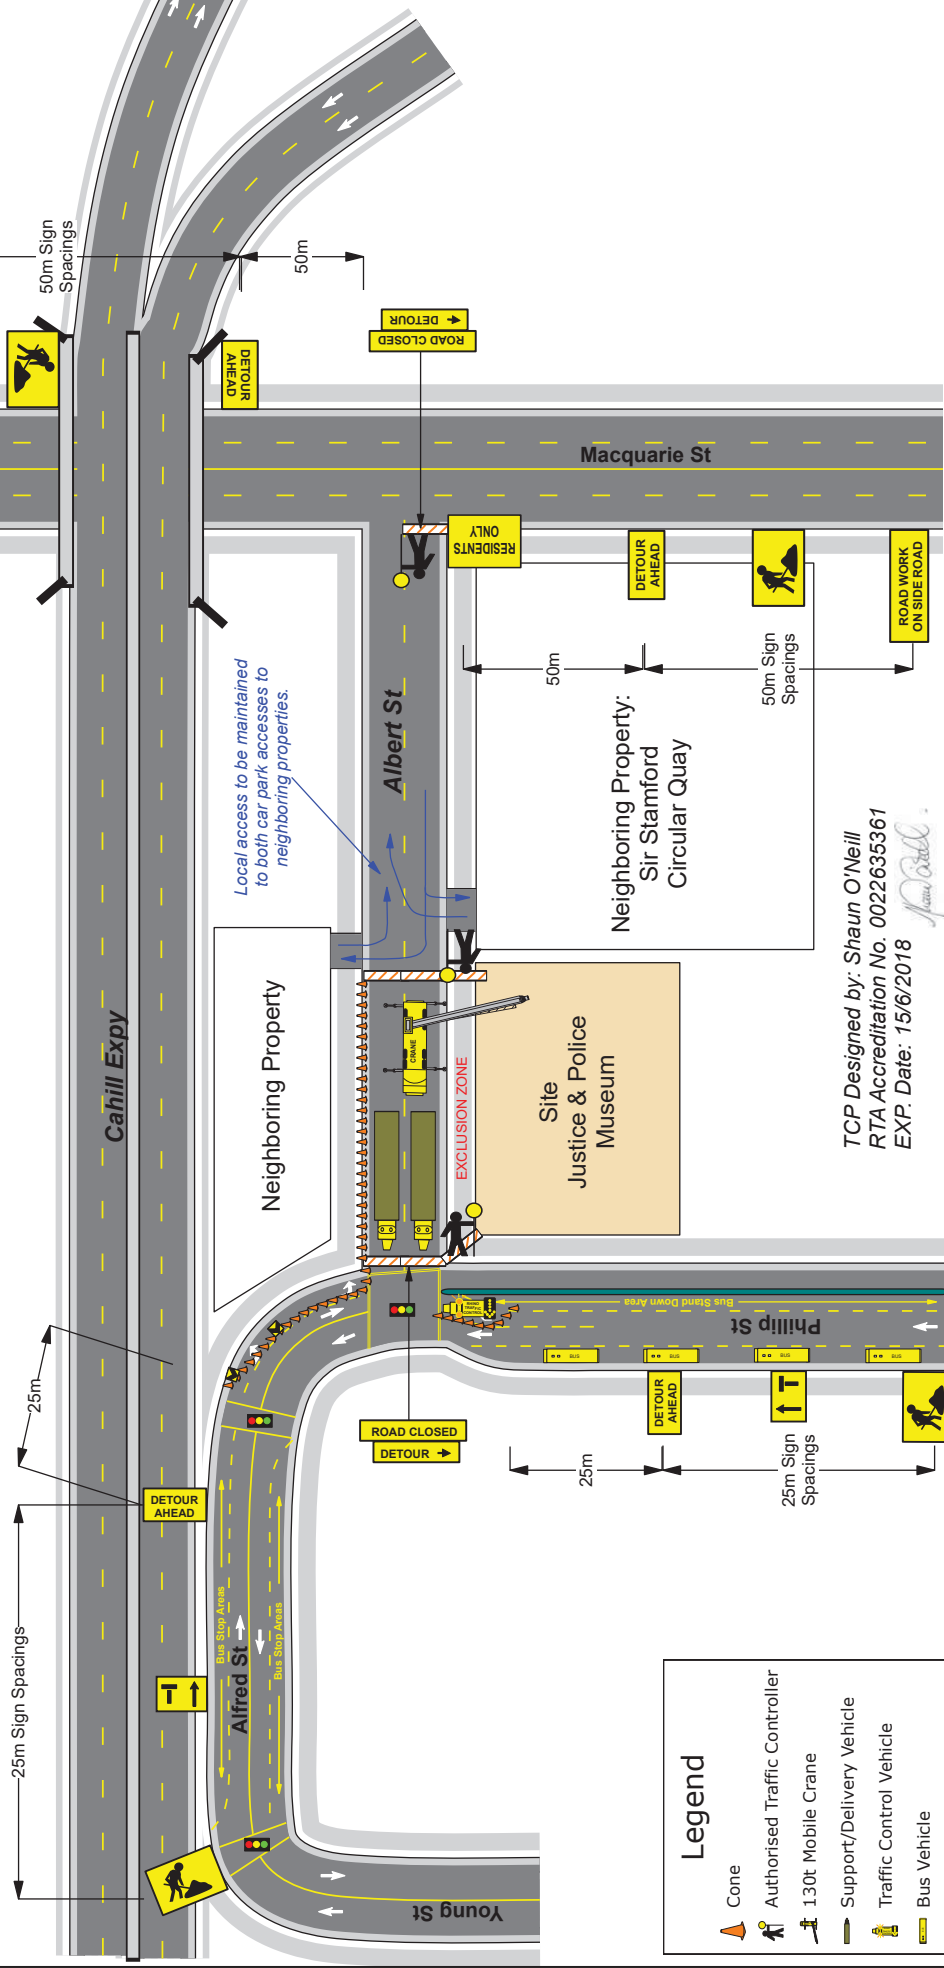 50m Sign
Spacings
50m
DETOUR
AHEAD
ROAD CLOSED
DETOUR
RESIDENTS
ONLY
Macquarie St
DETOUR
AHEAD
ROAD WORK
ON SIDE ROAD
50m
50m Sign
Spacings
Local access to be maintained
to both car park accesses to
neighboring properties.
Albert St
Neighboring Property:
Sir Stamford
Circular Quay
Cahill Expy
Neighboring Property
CRANE
EXCLUSION ZONE
Site
Justice & Police
Museum
TCP Designed by: Shaun O'Neill
RTA Accreditation No. 0022635361
EXP. Date: 15/6/2018
Bus Stand Down Area
Phillip St
BUS
BUS
BUS
BUS
ROAD CLOSED
DETOUR
DETOUR
AHEAD
25m
25m Sign
Spacings
25m
DETOUR
AHEAD
25m Sign Spacings
Bus Stop Areas
Alfred St
Bus Stop Areas
Young St
Legend
Cone
Authorised Traffic Controller
130t Mobile Crane
Support/Delivery Vehicle
Traffic Control Vehicle
Bus Vehicle